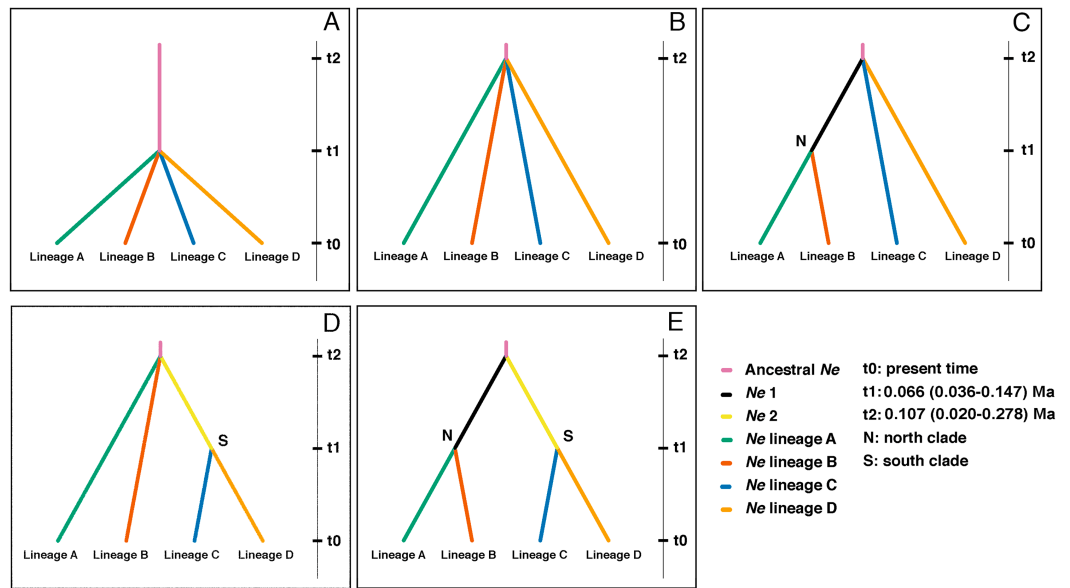 A
t2
t1
t0
Lineage A Lineage B Lineage C Lineage D
B
t2
t1
t0
Lineage A Lineage B Lineage C Lineage D
C
t2
N
t1
t0
Lineage A Lineage B Lineage C Lineage D
D
t2
S
t1
t0
Lineage A Lineage B Lineage C Lineage D
E
t2
N S
t1
t0
Lineage A Lineage B Lineage C Lineage D
Ancestral Ne
Ne 1
Ne 2
Ne lineage A
Ne lineage B
Ne lineage C
Ne lineage D
t0: present time
t1: 0.066 (0.036-0.147) Ma
t2: 0.107 (0.020-0.278) Ma
N: north clade
S: south clade